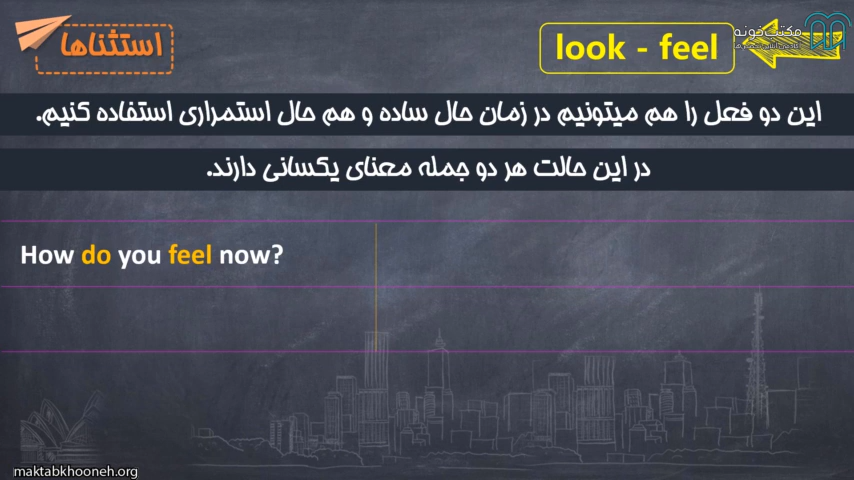 استثناها
look - feel
مکتب خونه
این دو فعل را هم میتونیم در زمان حال ساده و هم حال استمراری استفاده کنیم.
در این حالت هر دو جمله معنای یکسانی دارند.
How do you feel now?
maktabkhooneh.org